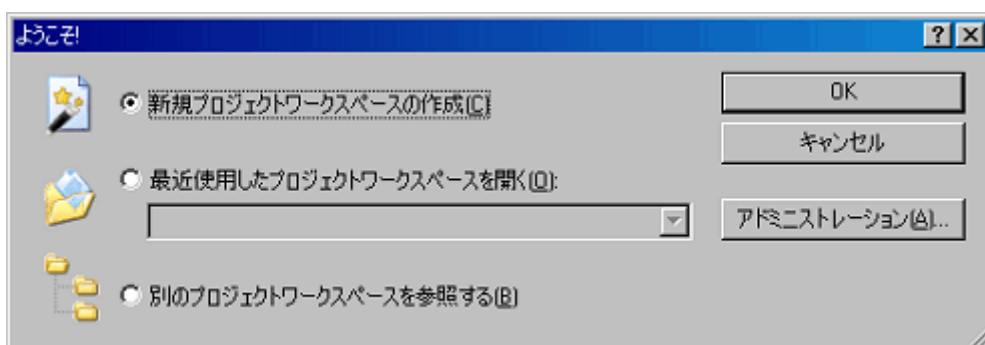 ようこそ!
新規プロジェクトワークスペースの作成(C)
OK
キャンセル
最近使用したプロジェクトワークスペースを開く(O):
アドミニストレーション(A)...
別のプロジェクトワークスペースを参照する(B)